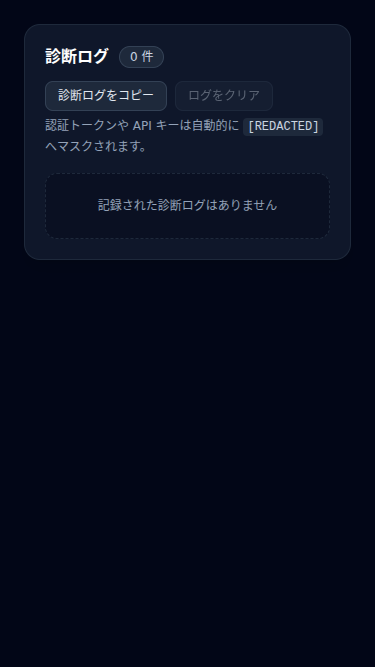 診断ログ 0 件
診断ログをコピー ログをクリア
認証トークンや API キーは自動的に [REDACTED]
へマスクされます。
記録された診断ログはありません